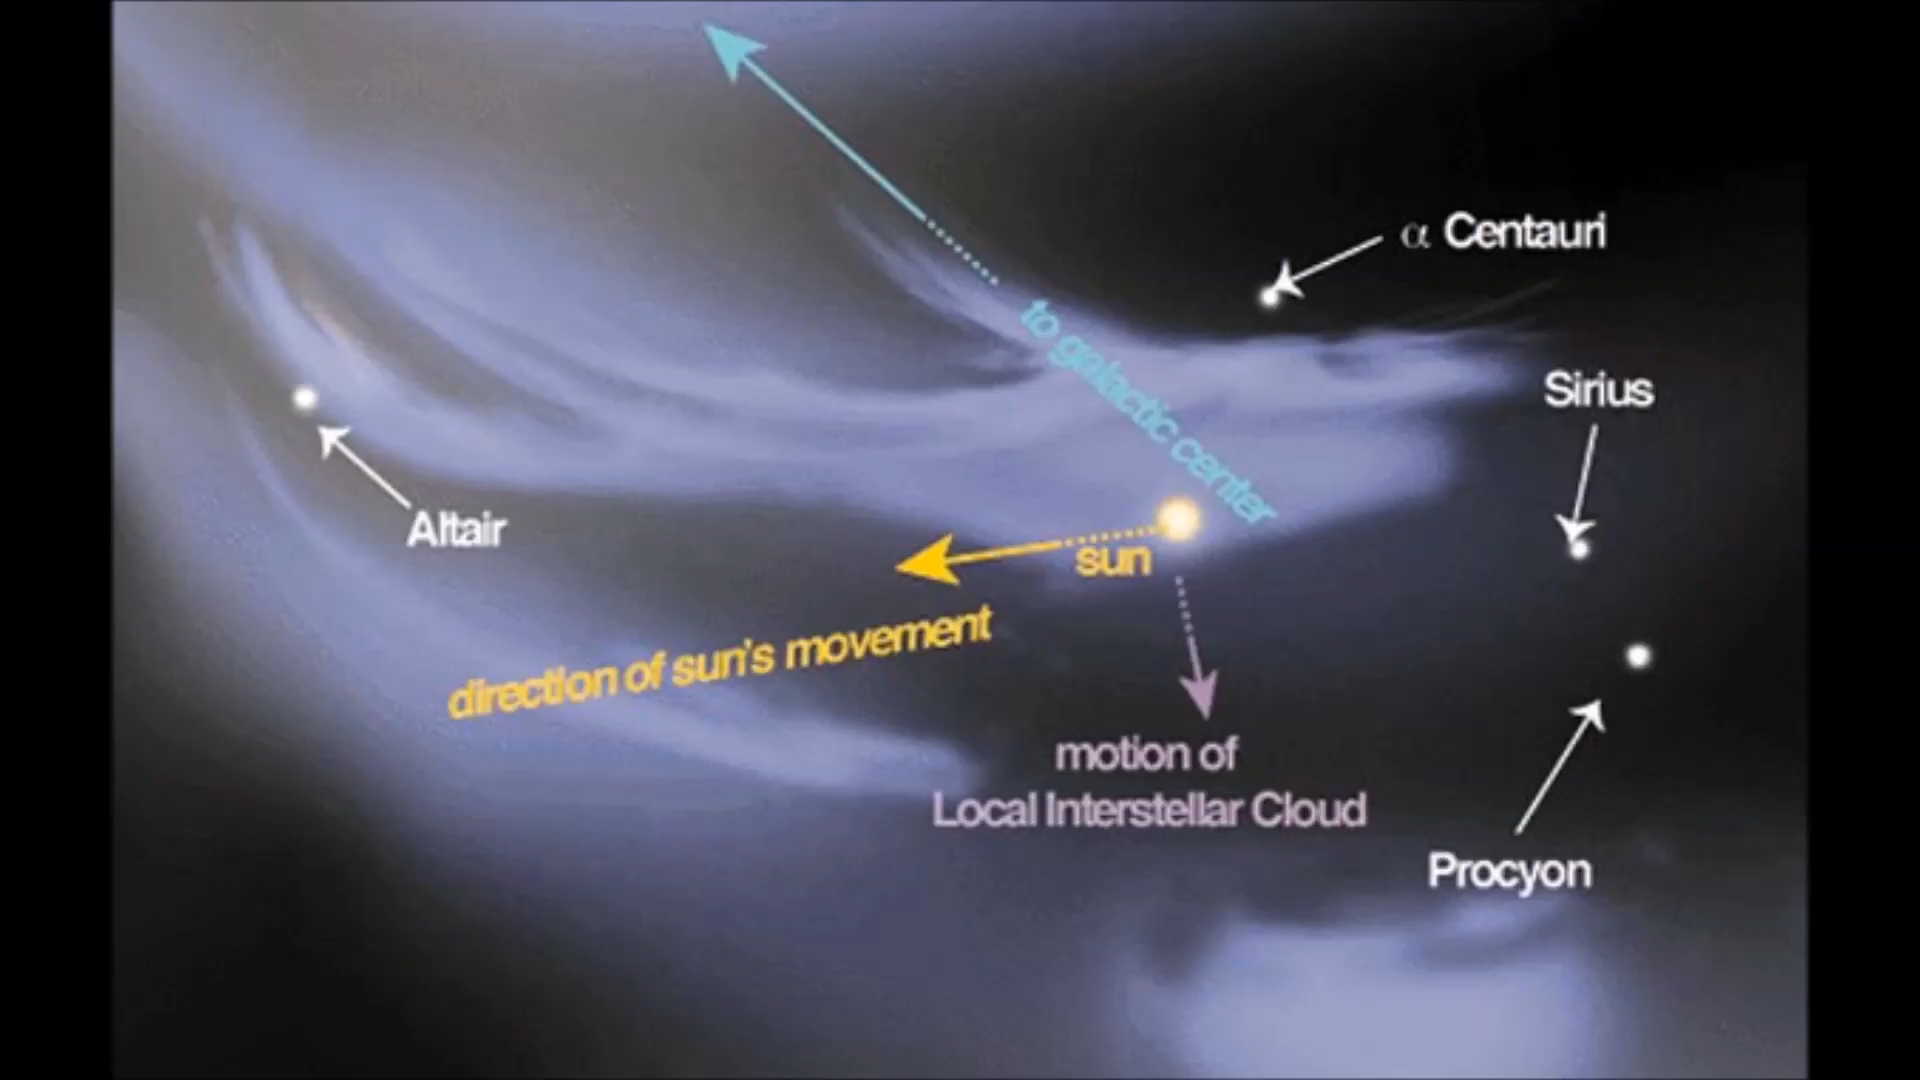 α Centauri
to galactic center
Sirius
Altair
sun
direction of sun's movement
motion of
Local Interstellar Cloud
Procyon